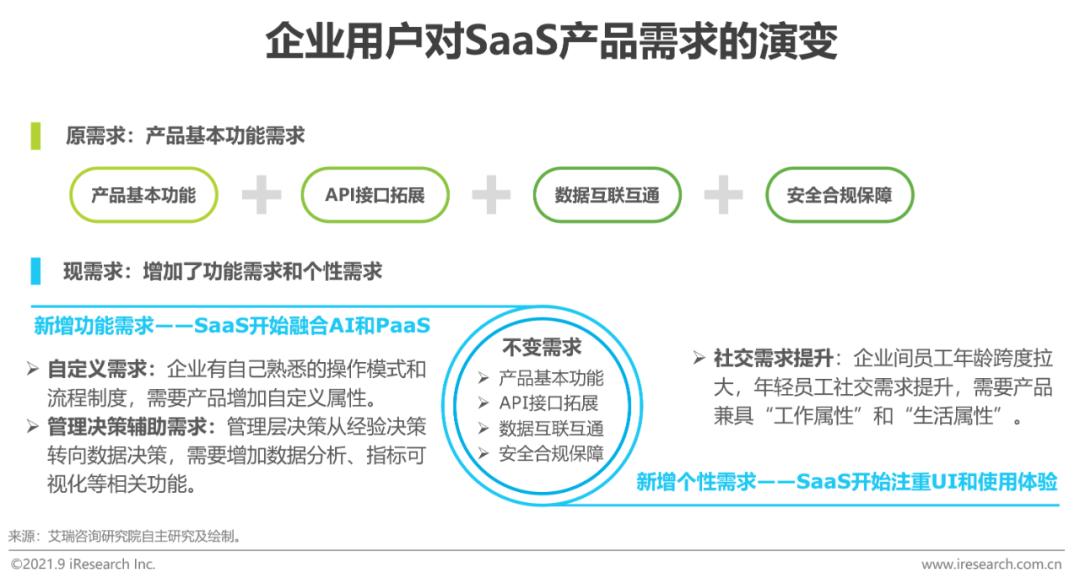 企业用户对SaaS产品需求的演变
原需求：产品基本功能需求
产品基本功能
API接口拓展
数据互联互通
安全合规保障
现需求：增加了功能需求和个性需求
新增功能需求——SaaS开始融合AI和PaaS
自定义需求：企业有自己熟悉的操作模式和
流程制度，需要产品增加自定义属性。
管理决策辅助需求：管理层决策从经验决策
转向数据决策，需要增加数据分析、指标可
视化等相关功能。
不变需求
产品基本功能
API接口拓展
数据互联互通
安全合规保障
社交需求提升：企业间员工年龄跨度拉
大，年轻员工社交需求提升，需要产品
兼具“工作属性”和“生活属性”。
新增个性需求——SaaS开始注重UI和使用体验
来源：艾瑞咨询研究院自主研究及绘制。
©2021.9 iResearch Inc.
www.iresearch.com.cn